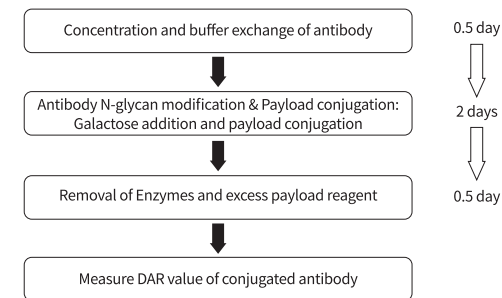 Concentration and buffer exchange of antibody
0.5 day
Antibody N-glycan modification & Payload conjugation:
Galactose addition and payload conjugation
2 days
Removal of Enzymes and excess payload reagent
0.5 day
Measure DAR value of conjugated antibody